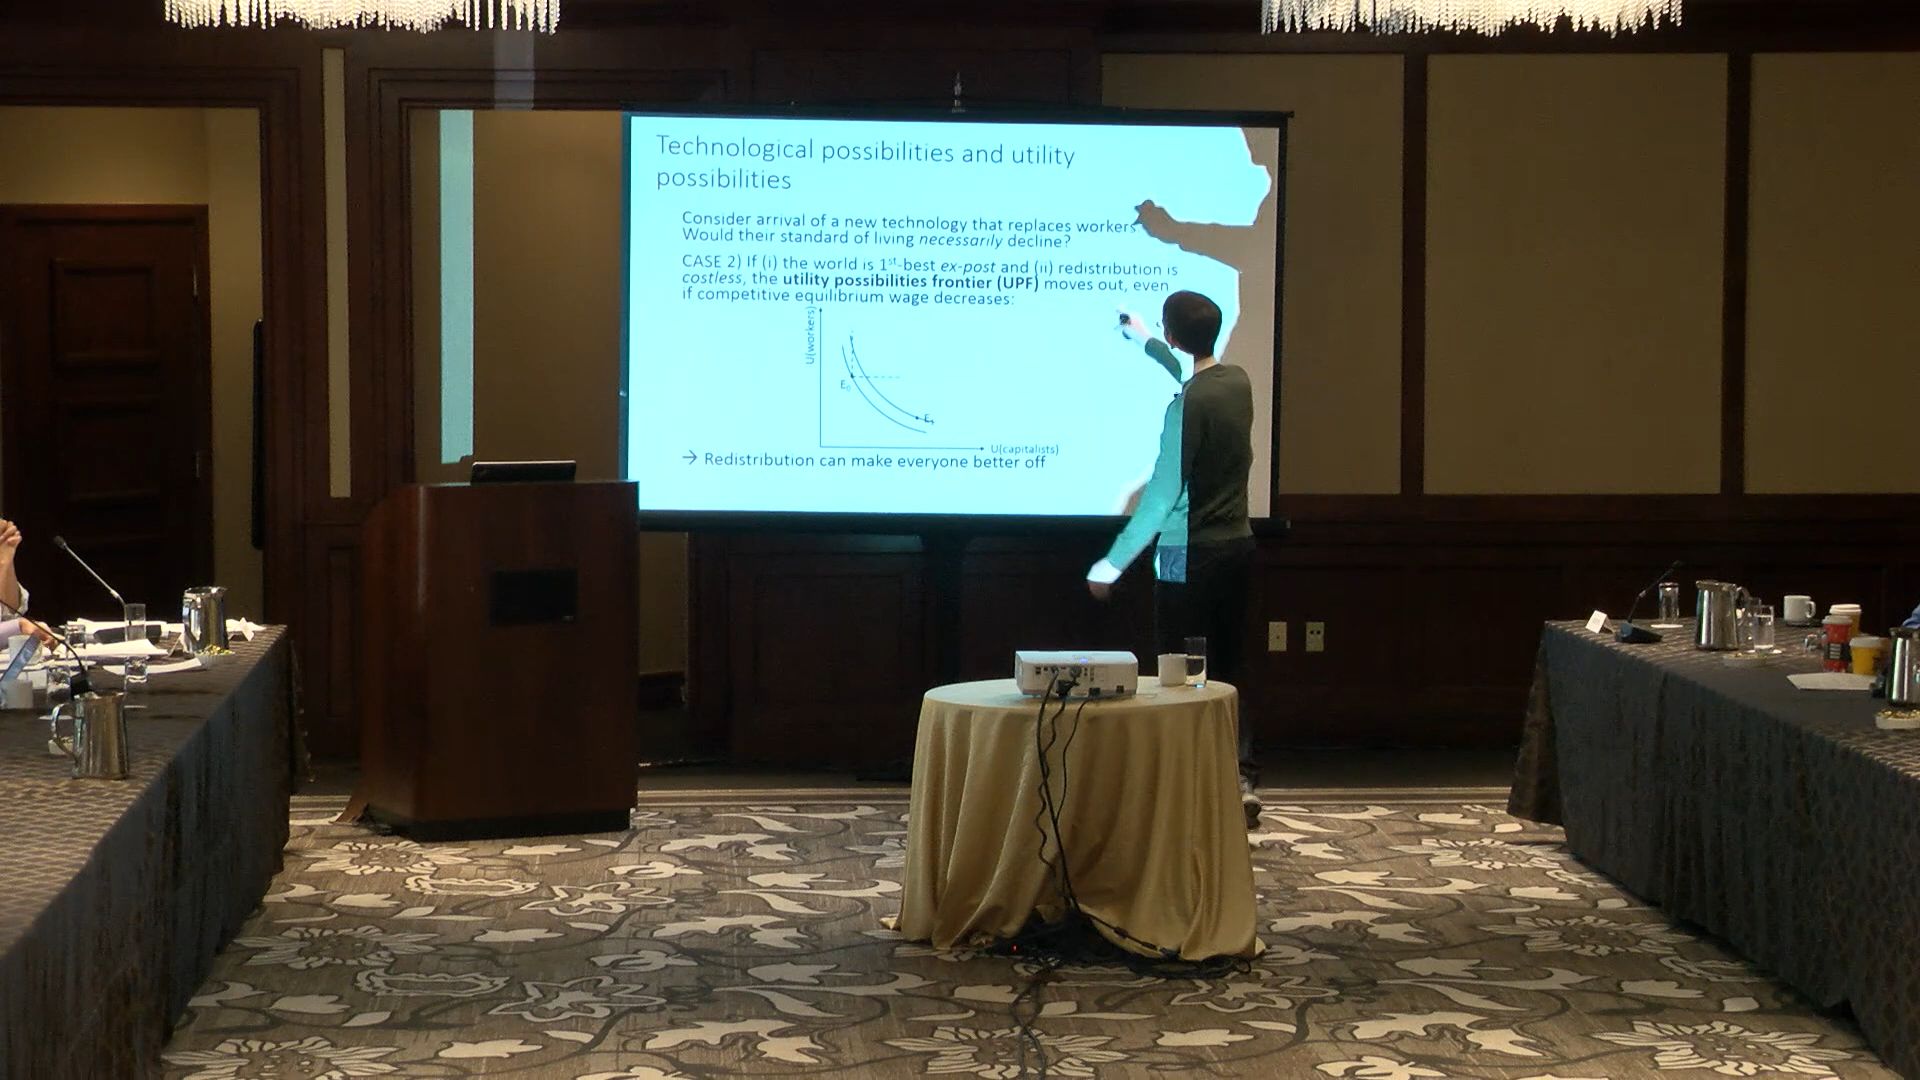 Technological possibilities and utility
possibilities
Consider arrival of a new technology that replaces workers
Would their standard of living necessarily decline?
CASE 2) If (i) the world is 1st-best ex-post and (ii) redistribution is
costless, the utility possibilities frontier (UPF) moves out, even
if competitive equilibrium wage decreases:
U(workers)
E0
E1
U(capitalists)
→ Redistribution can make everyone better off